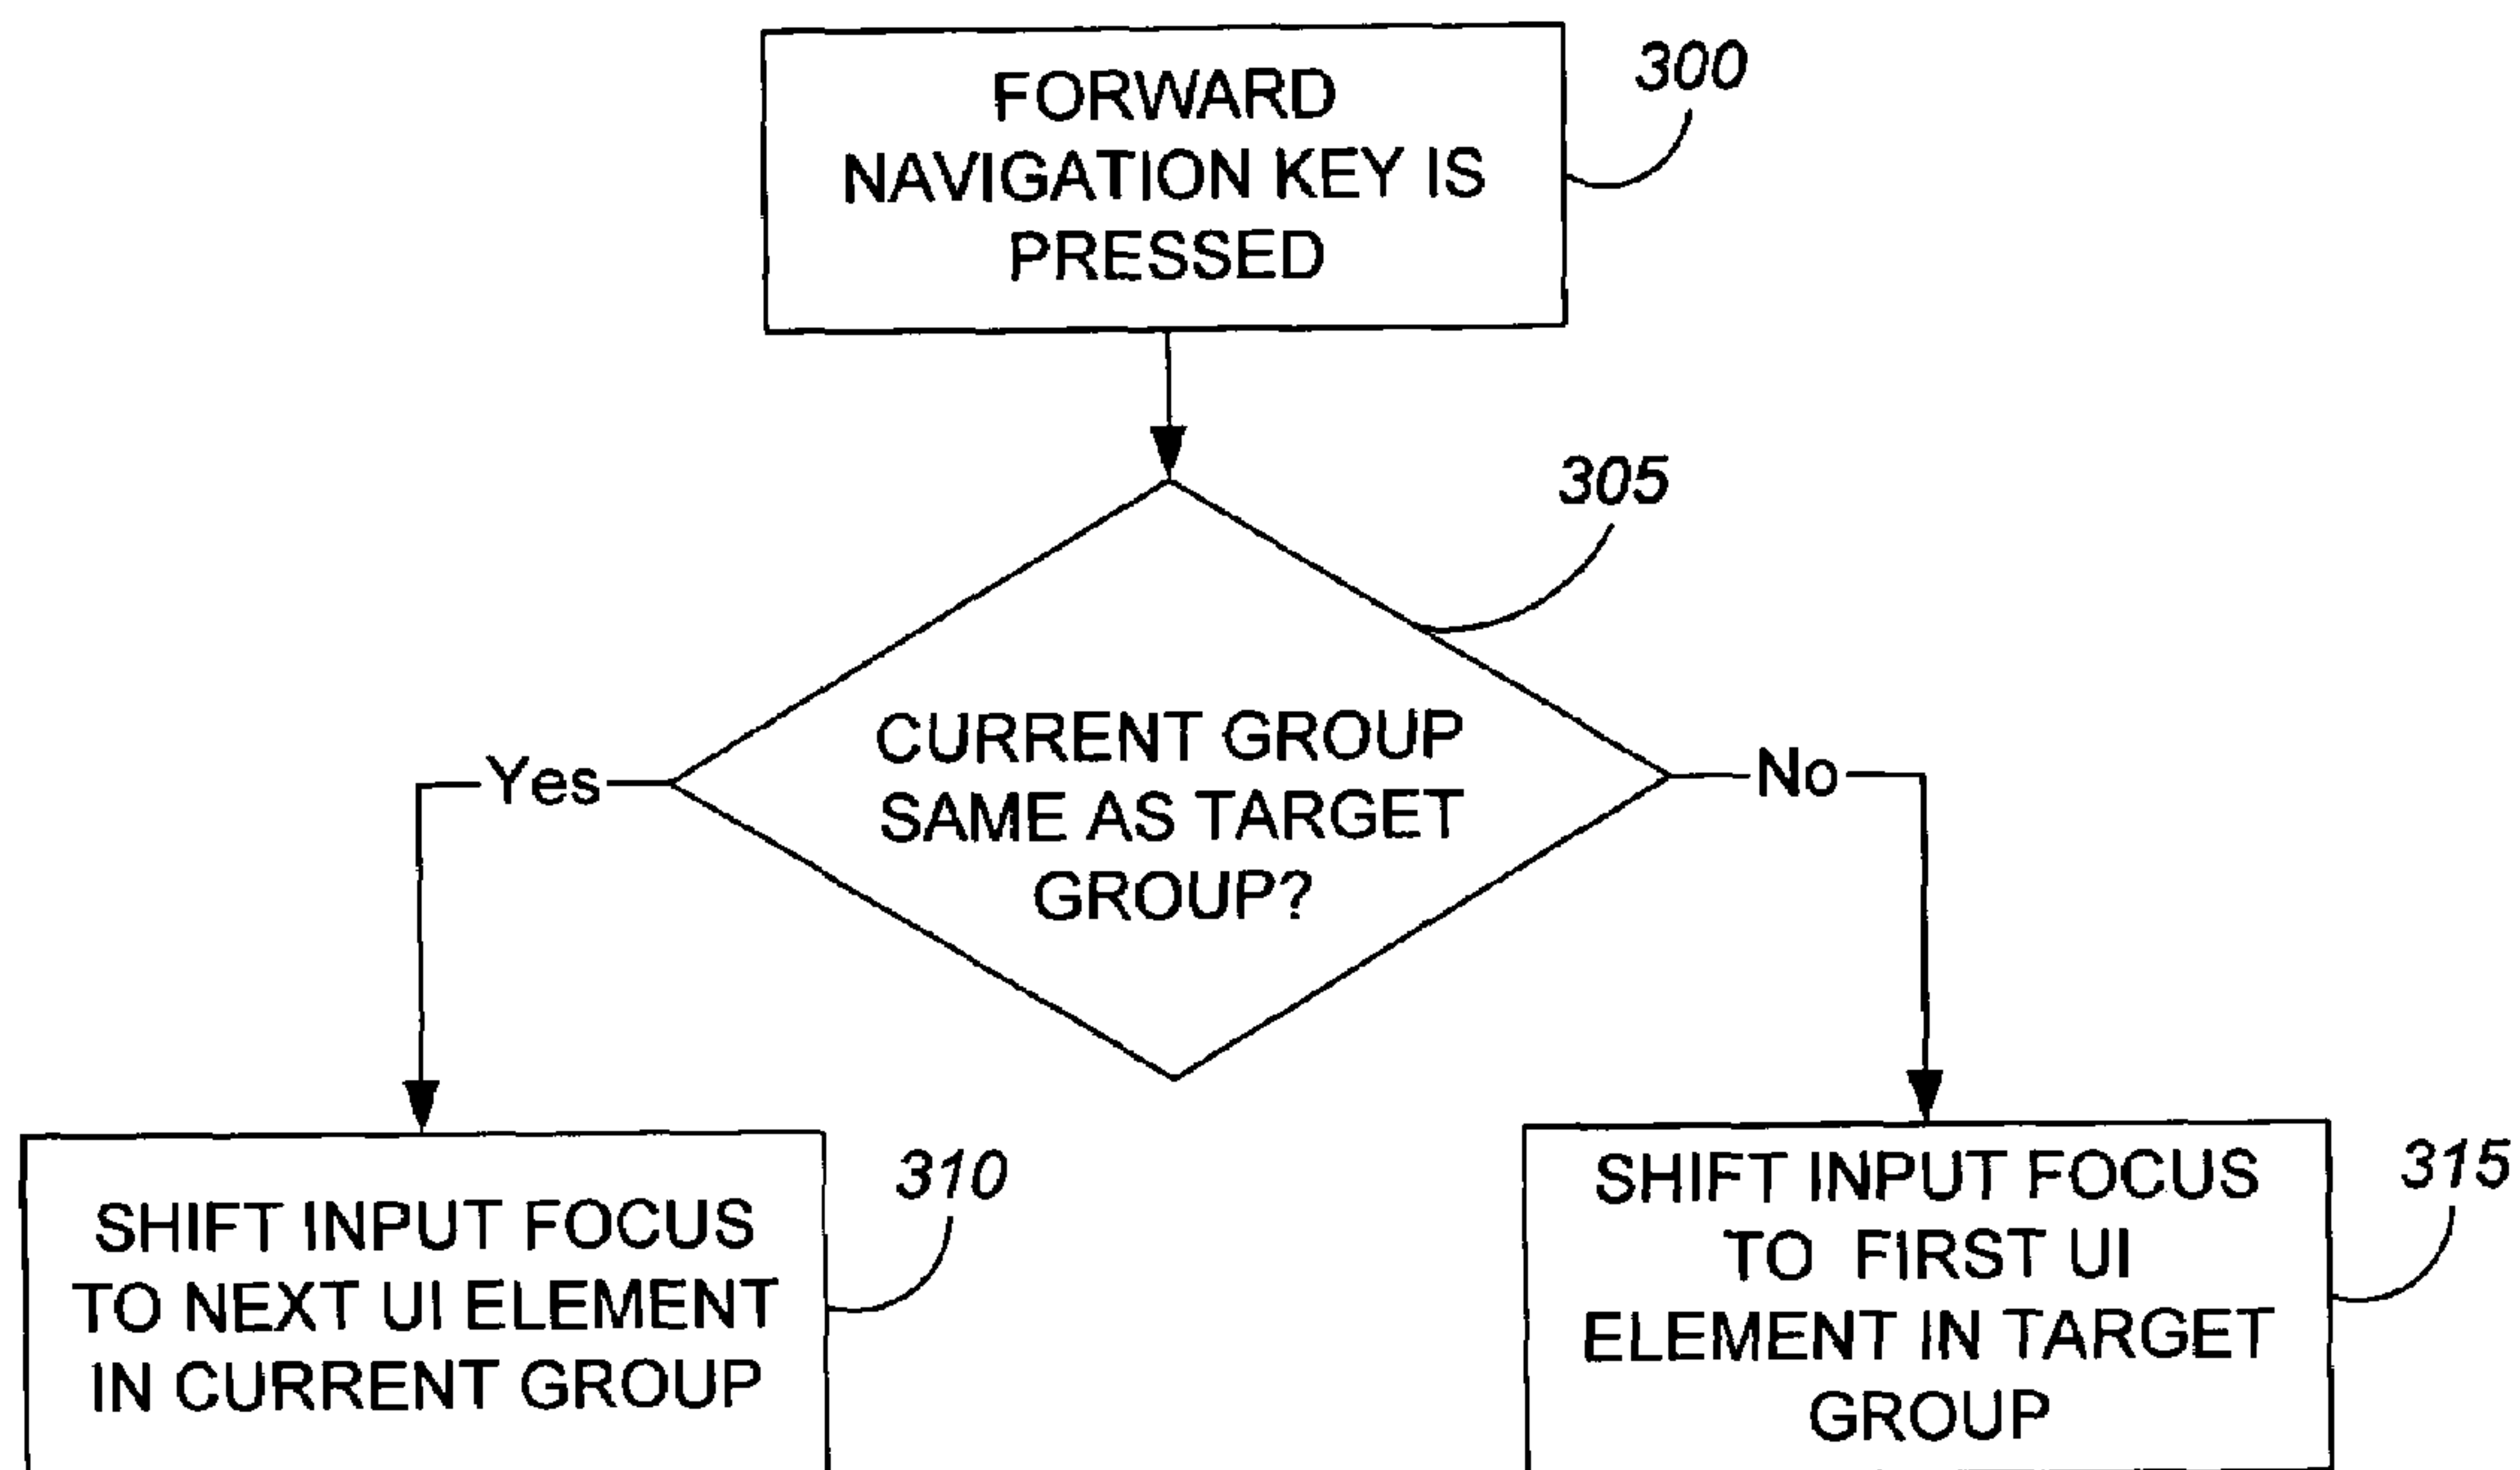 FORWARD
NAVIGATION KEY IS
PRESSED
300
305
CURRENT GROUP
SAME AS TARGET
GROUP?
Yes
No
SHIFT INPUT FOCUS
TO NEXT UI ELEMENT
IN CURRENT GROUP
310
SHIFT INPUT FOCUS
TO FIRST UI
ELEMENT IN TARGET
GROUP
315